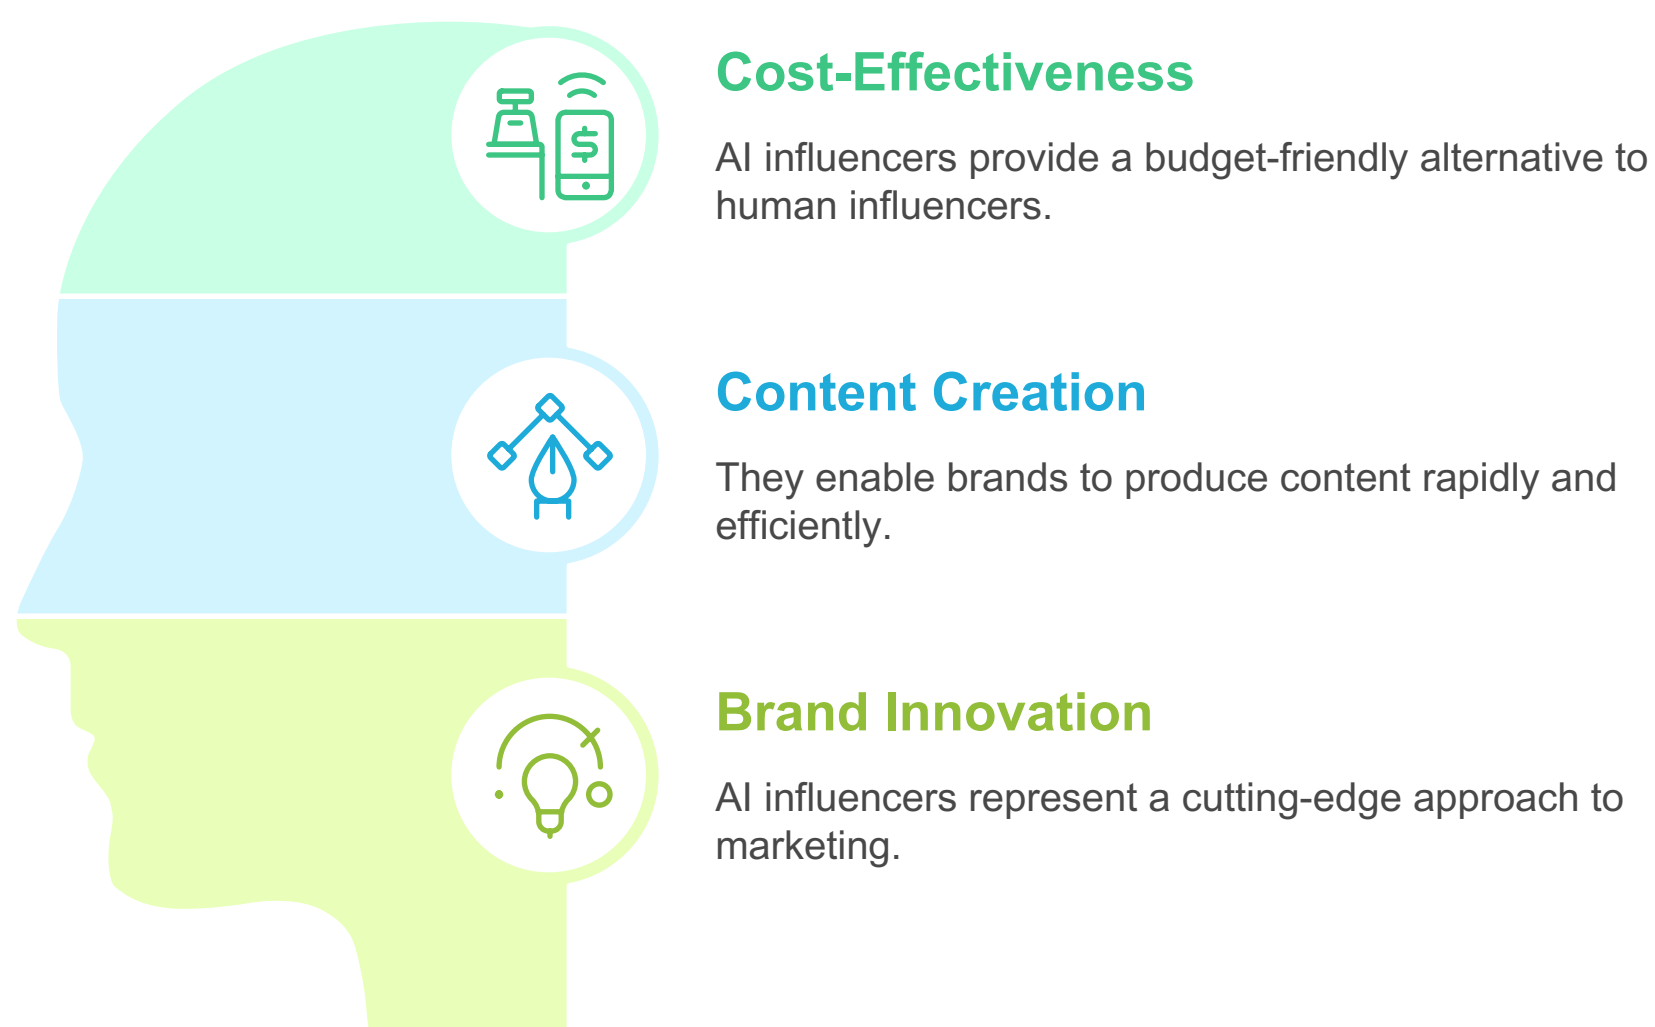 Cost-Effectiveness
AI influencers provide a budget-friendly alternative to
human influencers.
Content Creation
They enable brands to produce content rapidly and
efficiently.
Brand Innovation
AI influencers represent a cutting-edge approach to
marketing.